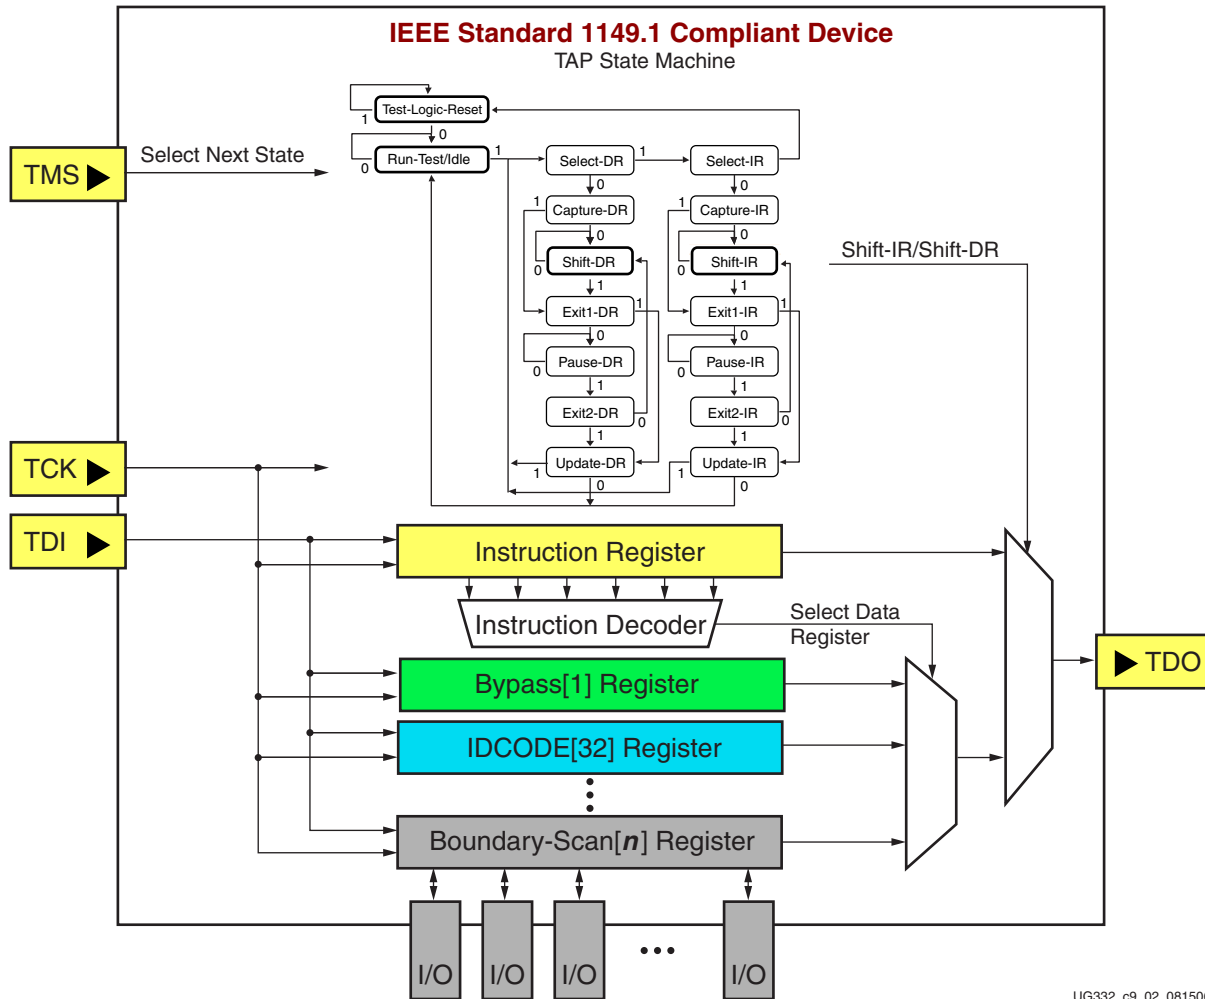 IEEE Standard 1149.1 Compliant Device
TAP State Machine
Test-Logic-Reset
1
0
Run-Test/Idle
1
0
Select-DR
1
Select-IR
0
0
1
Capture-DR
1
Capture-IR
0
0
Shift-DR
Shift-IR
0
0
1
1
Exit1-DR
1
Exit1-IR
1
0
0
Pause-DR
Pause-IR
0
0
1
1
Exit2-DR
0
Exit2-IR
0
1
1
Update-DR
Update-IR
1
1
0
0
TMS
Select Next State
Shift-IR/Shift-DR
TCK
TDI
Instruction Register
Instruction Decoder
Select Data
Register
TDO
Bypass[1] Register
IDCODE[32] Register
Boundary-Scan[n] Register
I/O
I/O
I/O
I/O